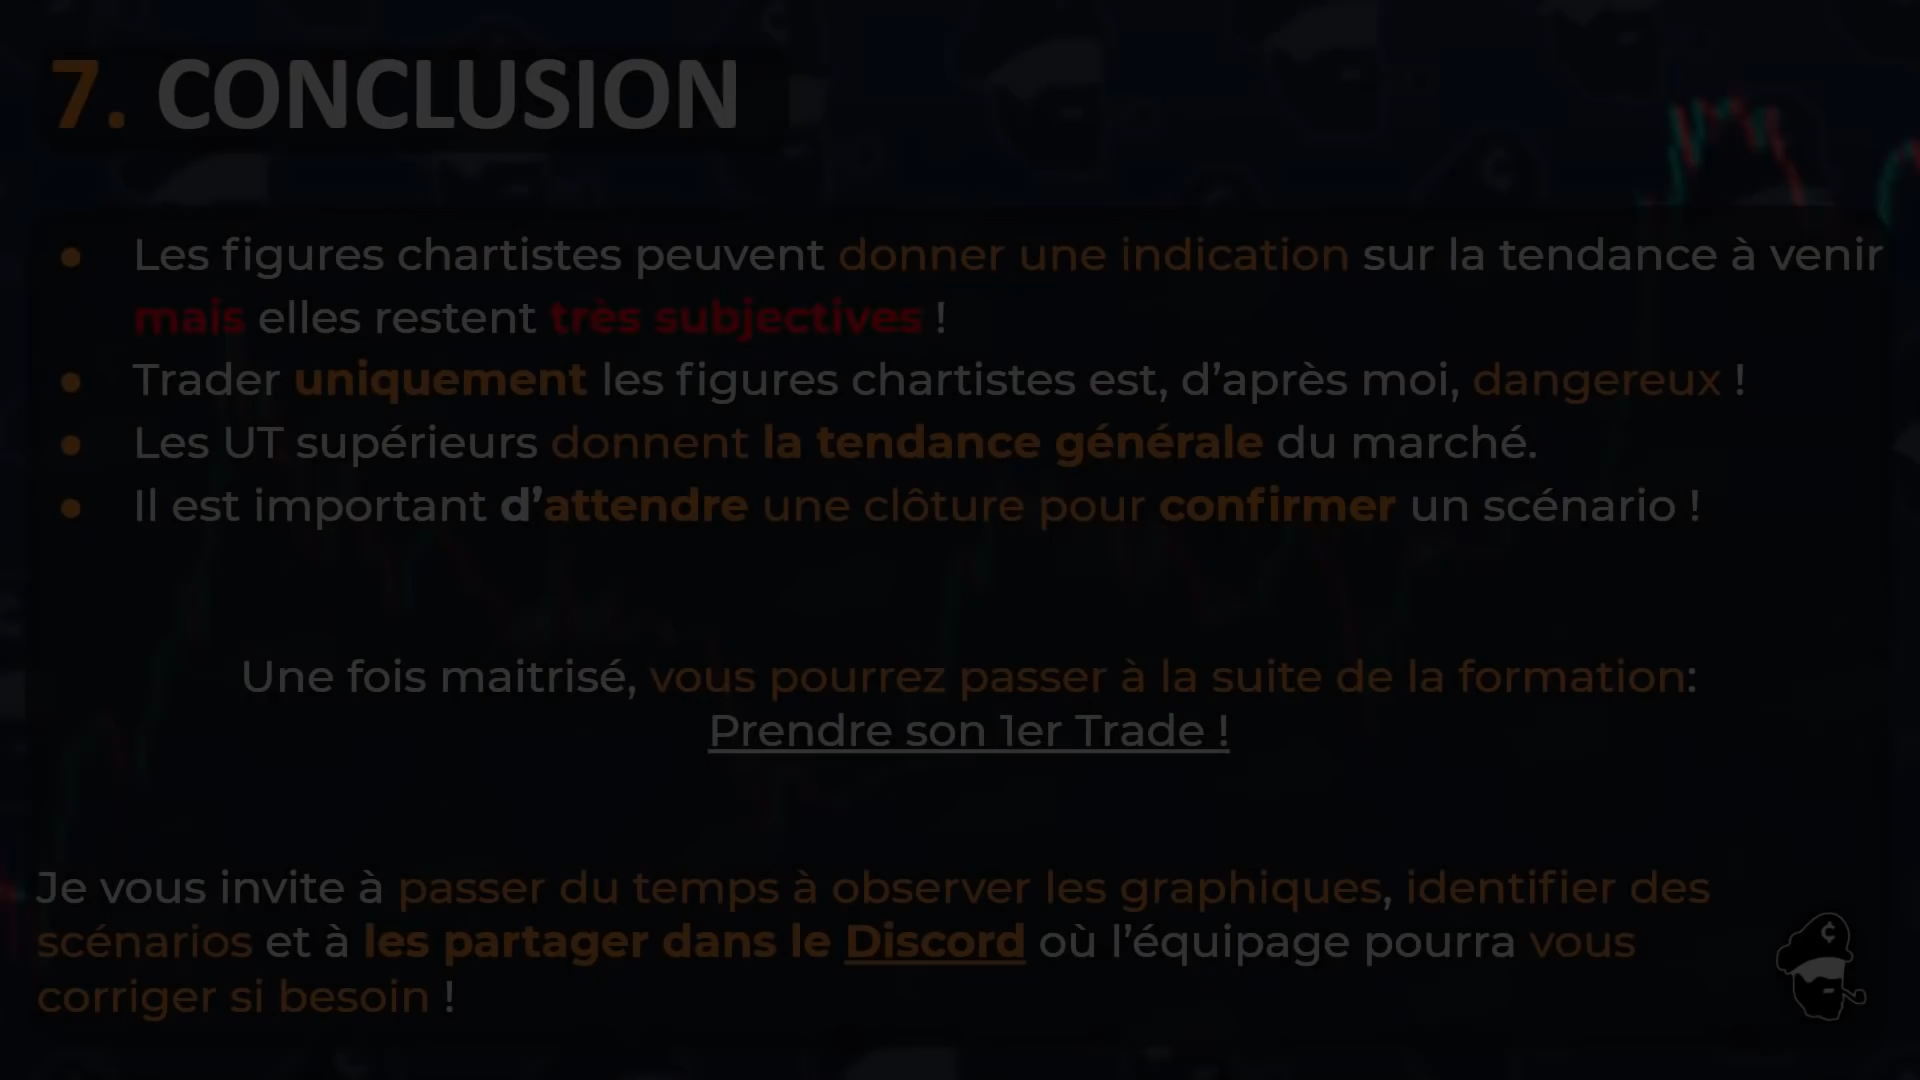 7. CONCLUSION
● Les figures chartistes peuvent donner une indication sur la tendance à venir
mais elles restent très subjectives !
● Trader uniquement les figures chartistes est, d’après moi, dangereux !
● Les UT supérieurs donnent la tendance générale du marché.
● Il est important d’attendre une clôture pour confirmer un scénario !
Une fois maitrisé, vous pourrez passer à la suite de la formation:
Prendre son 1er Trade !
Je vous invite à passer du temps à observer les graphiques, identifier des
scénarios et à les partager dans le Discord où l’équipage pourra vous
corriger si besoin !